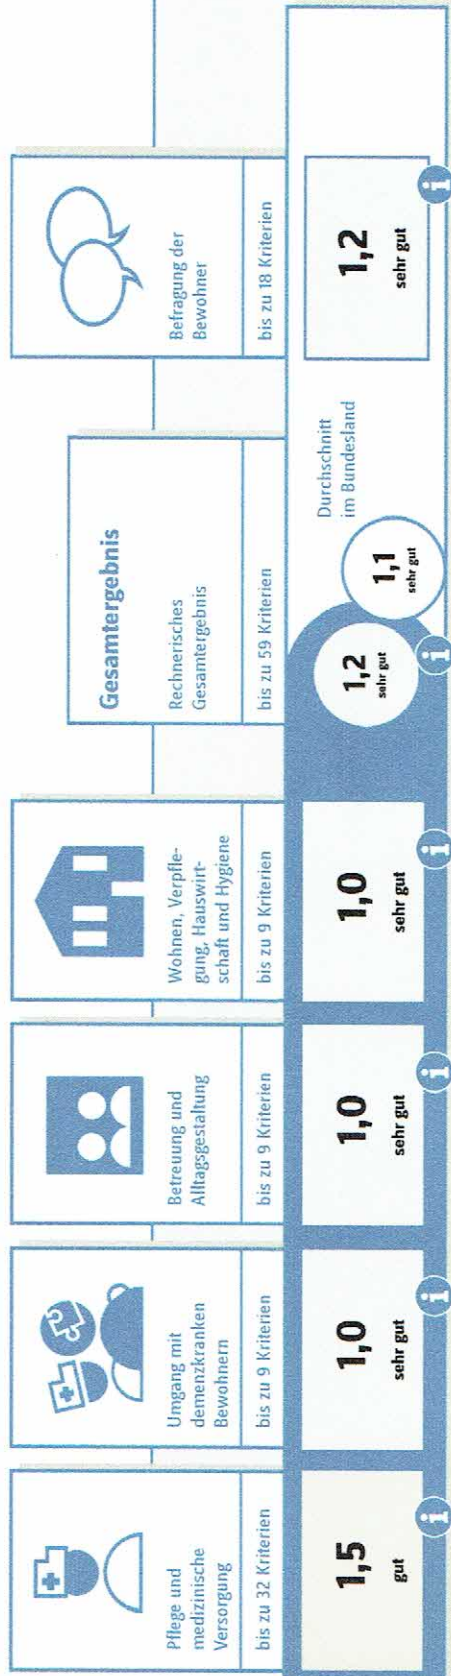 Pflege und
medizinische
Versorgung
bis zu 32 Kriterien
1,5
gut
Umgang mit
demenzkranken
Bewohnern
bis zu 9 Kriterien
1,0
sehr gut
Betreuung und
Alltagsgestaltung
bis zu 9 Kriterien
1,0
sehr gut
Wohnen, Verpfle-
gung, Hauswirt-
schaft und Hygiene
bis zu 9 Kriterien
1,0
sehr gut
Gesamtergebnis
Rechnerisches
Gesamtergebnis
bis zu 59 Kriterien
1,2
sehr gut
Durchschnitt
im Bundesland
1,1
sehr gut
Befragung der
Bewohner
bis zu 18 Kriterien
1,2
sehr gut
i
i
i
i
i
i